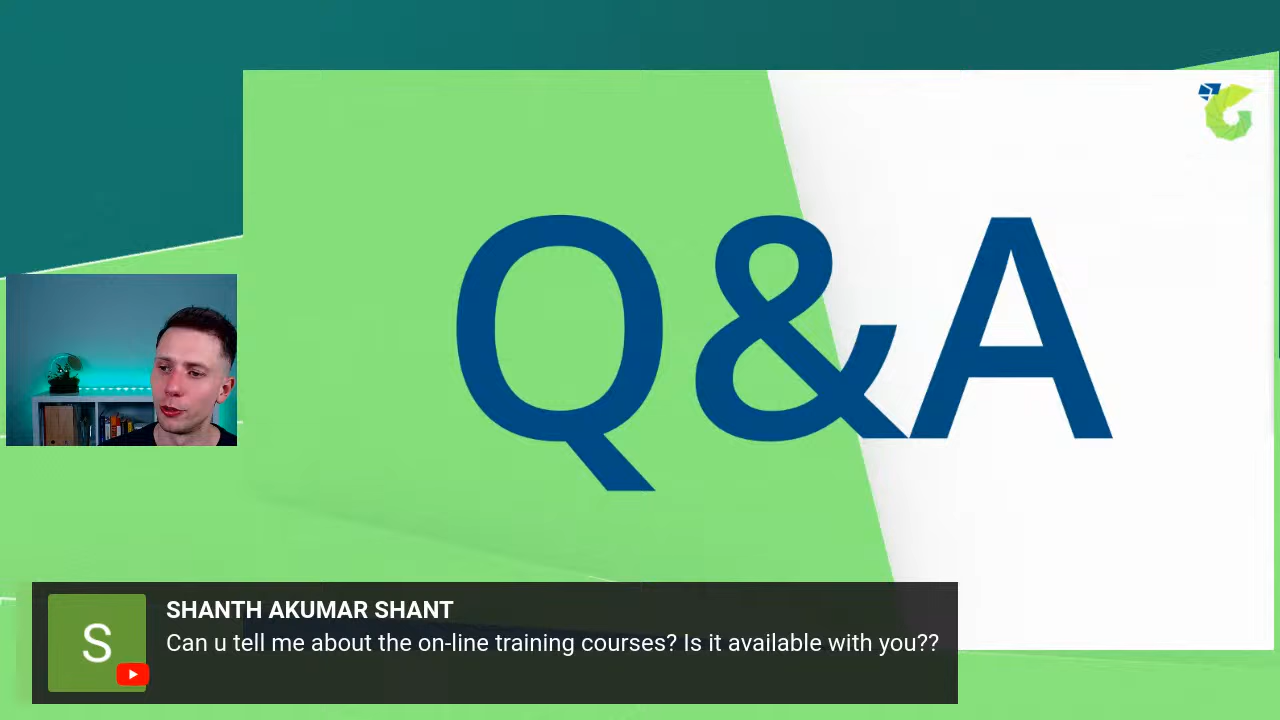 Q&A
S
SHANTH AKUMAR SHANT
Can u tell me about the on-line training courses? Is it available with you??